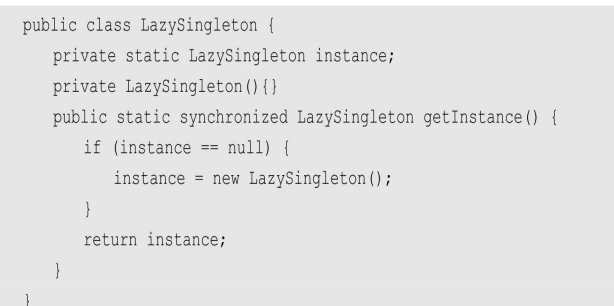 public class LazySingleton {
    private static LazySingleton instance;
    private LazySingleton(){}
    public static synchronized LazySingleton getInstance() {
        if (instance == null) {
            instance = new LazySingleton();
        }
        return instance;
    }
}